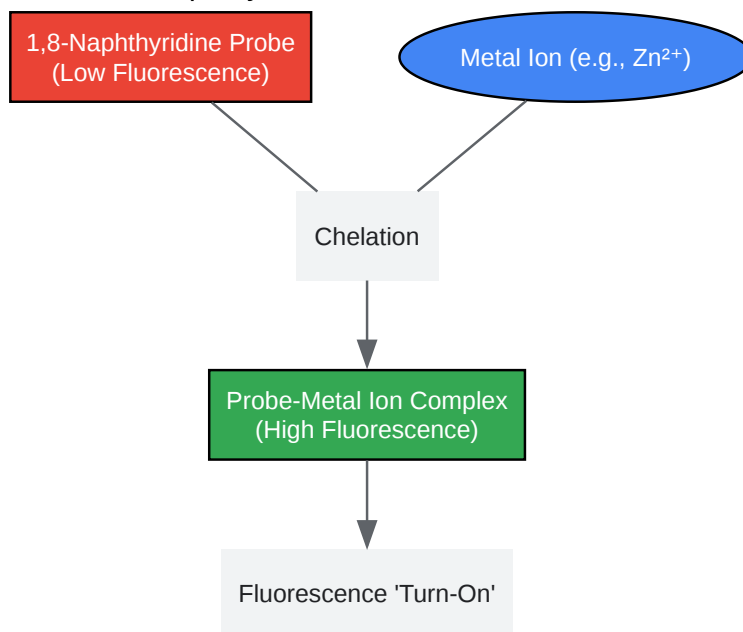 1,8-Naphthyridine Probe
(Low Fluorescence)
Metal Ion (e.g., Zn²⁺)
Chelation
Probe-Metal Ion Complex
(High Fluorescence)
Fluorescence 'Turn-On'